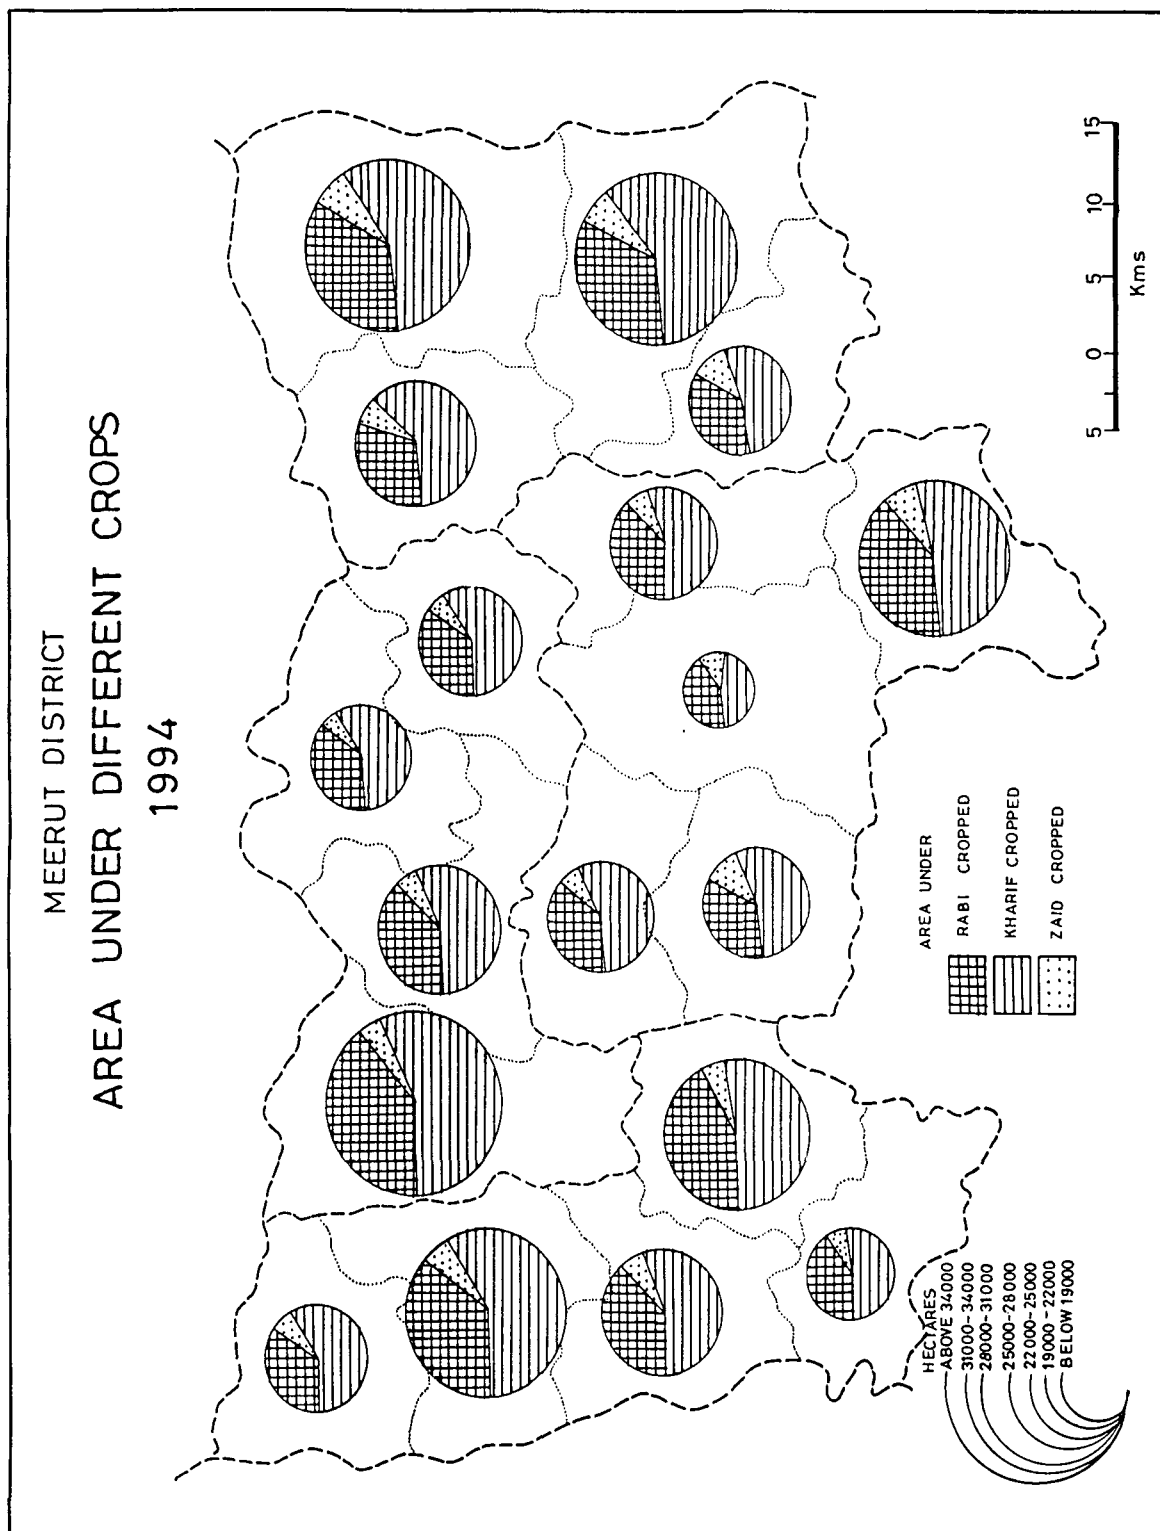 MEERUT DISTRICT
AREA UNDER DIFFERENT CROPS
1994
5 0 5 10 15
Kms
AREA UNDER
RABI CROPPED
KHARIF CROPPED
ZAID CROPPED
HECTARES
ABOVE 34000
31000-34000
28000-31000
25000-28000
22000-25000
19000-22000
BELOW 19000